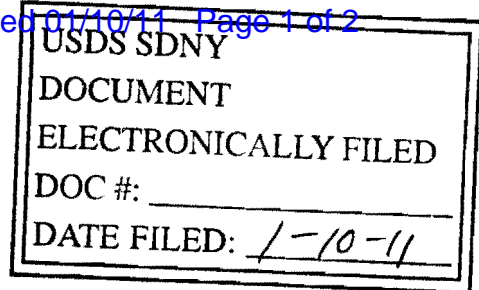 ed 01/10/11 Page 1 of 2
USDS SDNY
DOCUMENT
ELECTRONICALLY FILED
DOC #:
DATE FILED: 1-10-11